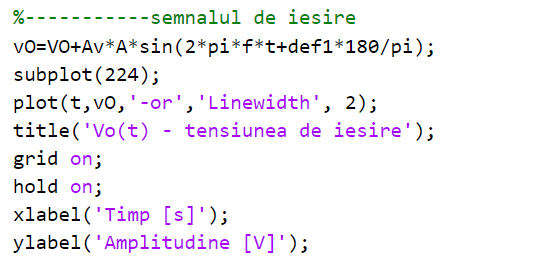 %-----------semnalul de iesire
vO=VO+Av*A*sin(2*pi*f*t+def1*180/pi);
subplot(224);
plot(t,vO,'-or','Linewidth', 2);
title('Vo(t) - tensiunea de iesire');
grid on;
hold on;
xlabel('Timp [s]');
ylabel('Amplitudine [V]');